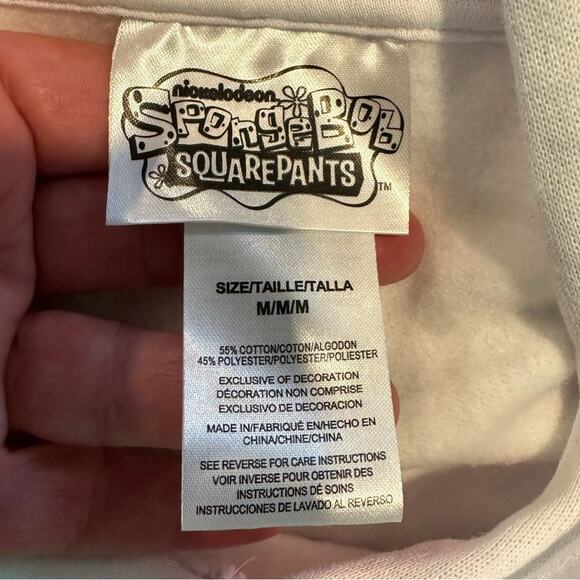 nickelodeon
SPONGEBOB
SQUAREPANTS
TM
SIZE/TAILLE/TALLA
M/M/M
55% COTTON/COTON/ALGODON
45% POLYESTER/POLYESTER/POLIESTER
EXCLUSIVE OF DECORATION
DÉCORATION NON COMPRISE
EXCLUSIVO DE DECORACION
MADE IN/FABRIQUÉ EN/HECHO EN
CHINA/CHINE/CHINA
SEE REVERSE FOR CARE INSTRUCTIONS
VOIR INVERSE POUR OBTENIR DES
INSTRUCTIONS DÉ SOINS
INSTRUCCIONES DE LAVADO AL REVERSO